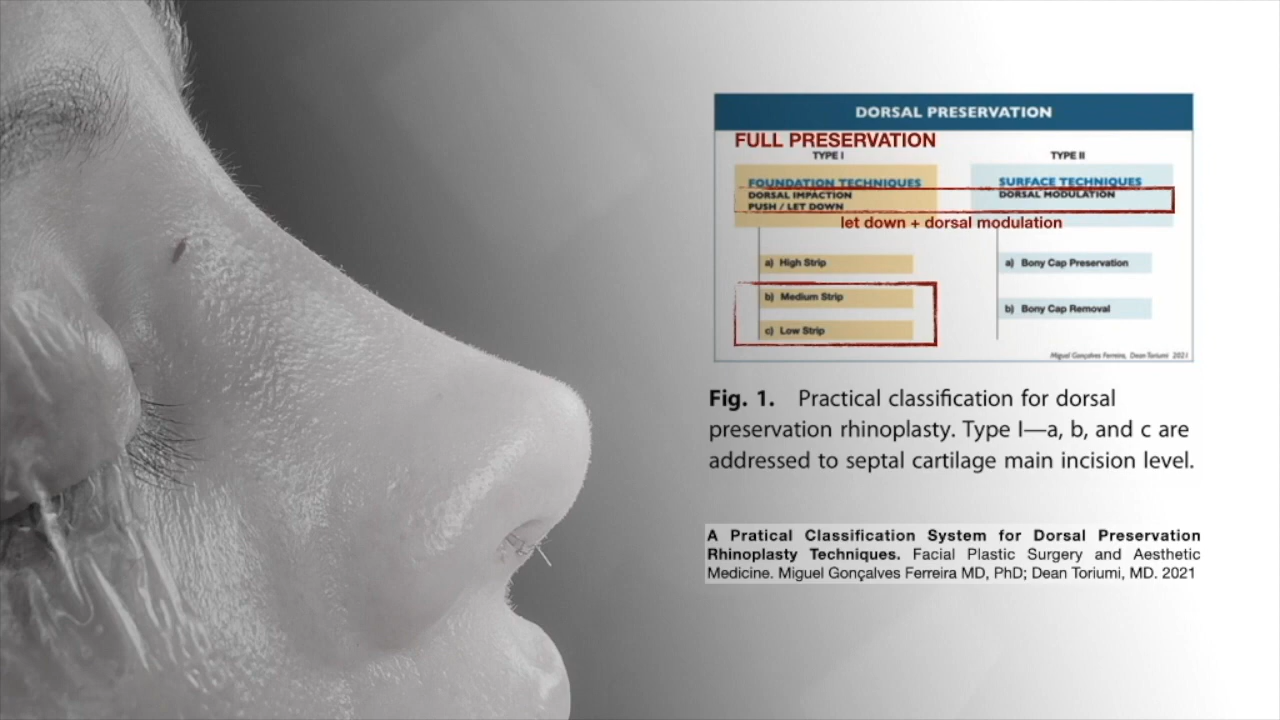 DORSAL PRESERVATION
FULL PRESERVATION
TYPE I
TYPE II
FOUNDATION TECHNIQUES
DORSAL IMPACTION
PUSH / LET DOWN
SURFACE TECHNIQUES
DORSAL MODULATION
let down + dorsal modulation
a) High Strip
b) Medium Strip
c) Low Strip
a) Bony Cap Preservation
b) Bony Cap Removal
Miguel Gonçalves Ferreira, Dean Toriumi 2021
Fig. 1. Practical classification for dorsal
preservation rhinoplasty. Type I—a, b, and c are
addressed to septal cartilage main incision level.
A Pratical Classification System for Dorsal Preservation
Rhinoplasty Techniques. Facial Plastic Surgery and Aesthetic
Medicine. Miguel Gonçalves Ferreira MD, PhD; Dean Toriumi, MD. 2021